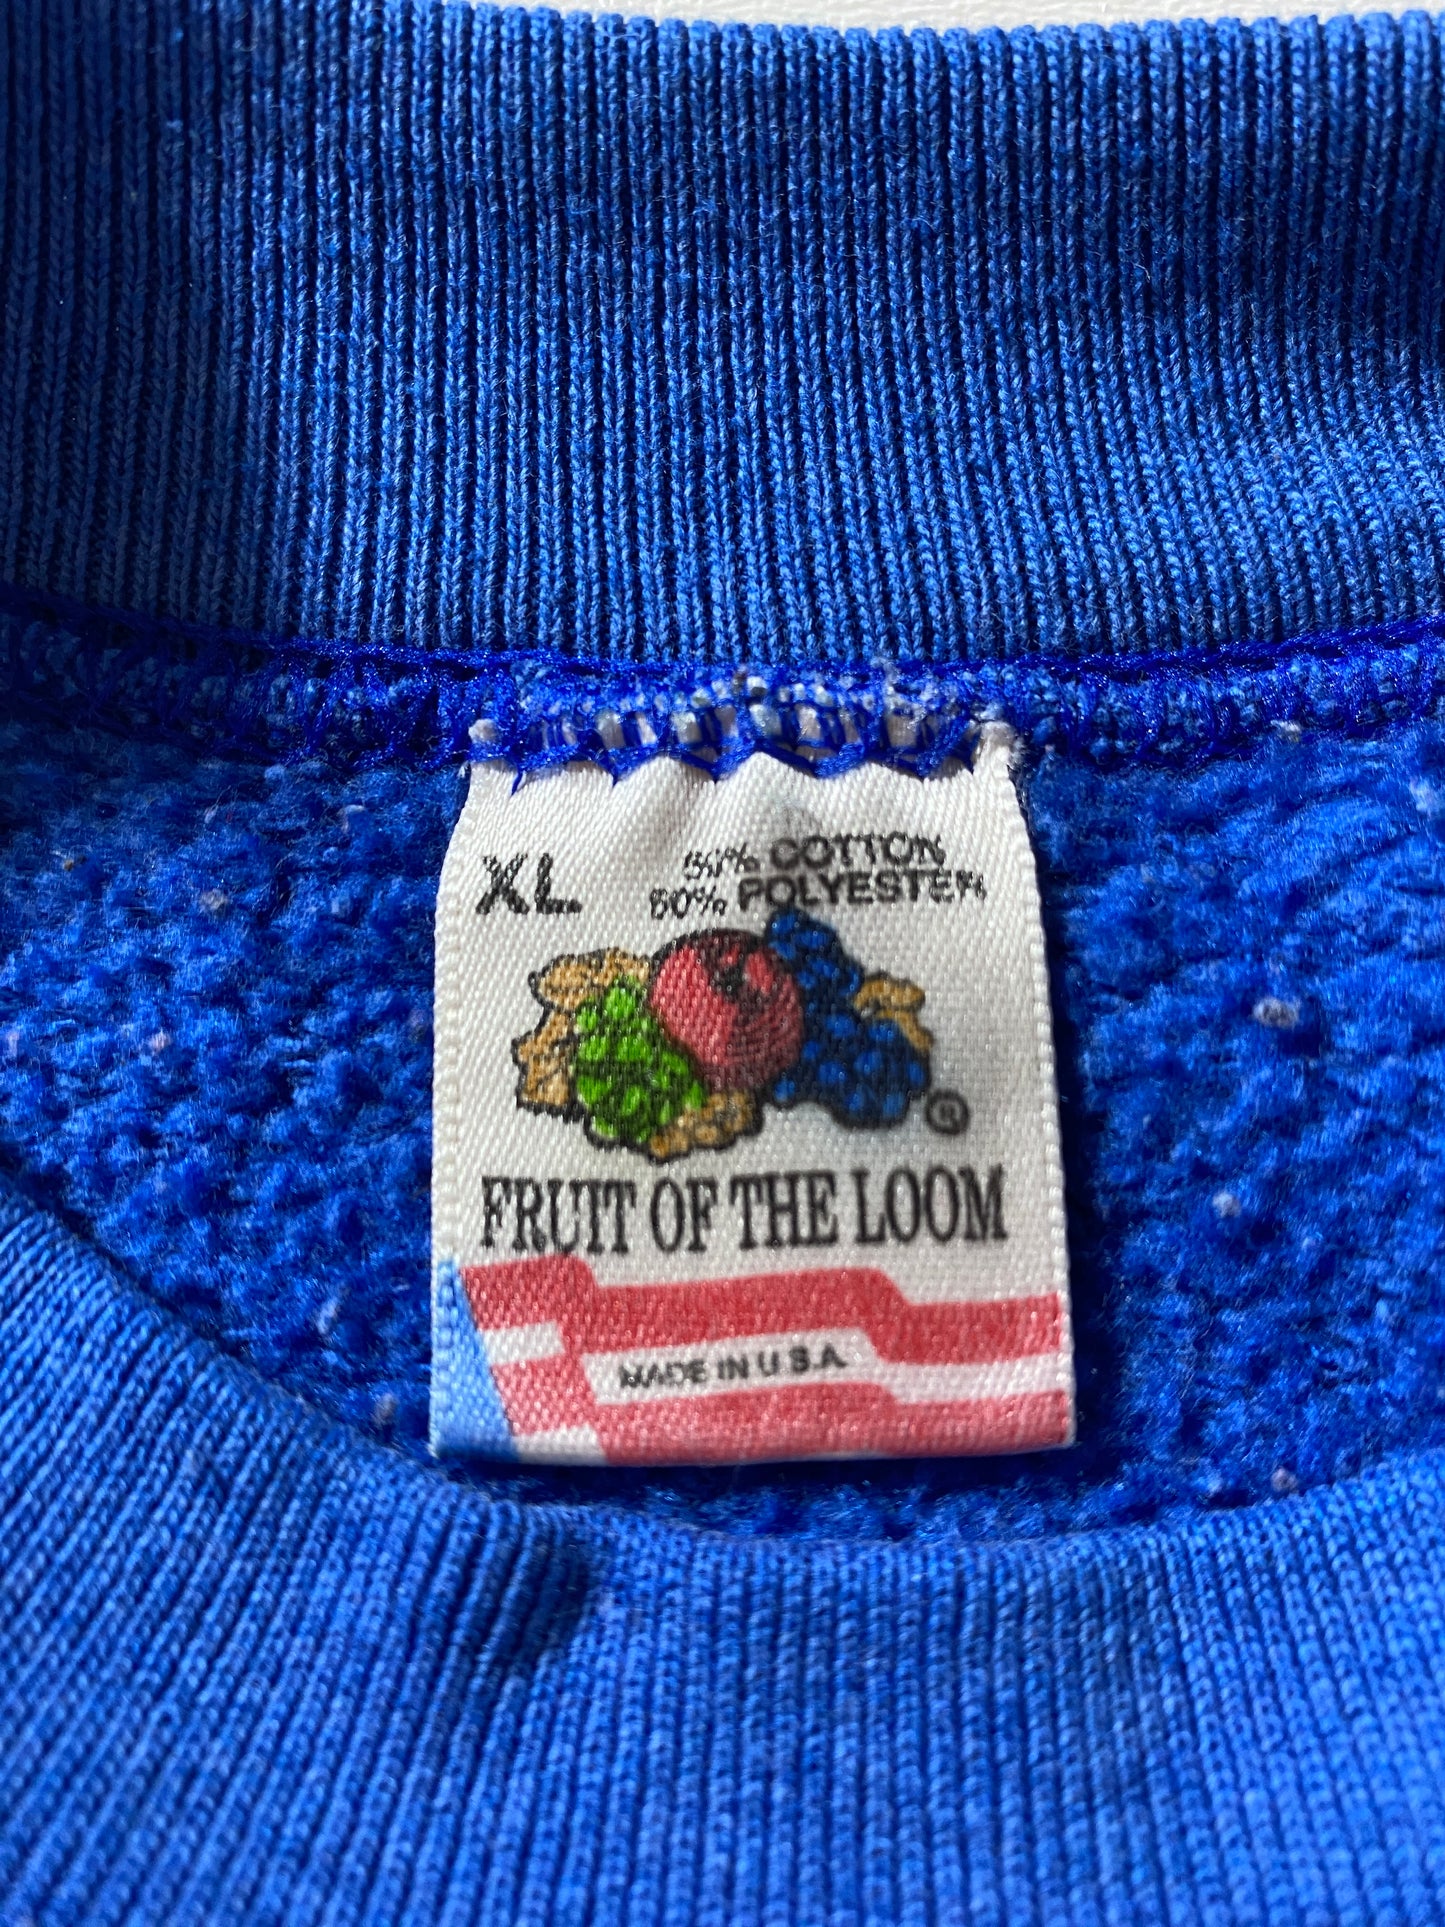 XL
50% COTTON
50% POLYESTER
®
FRUIT OF THE LOOM
MADE IN U.S.A.